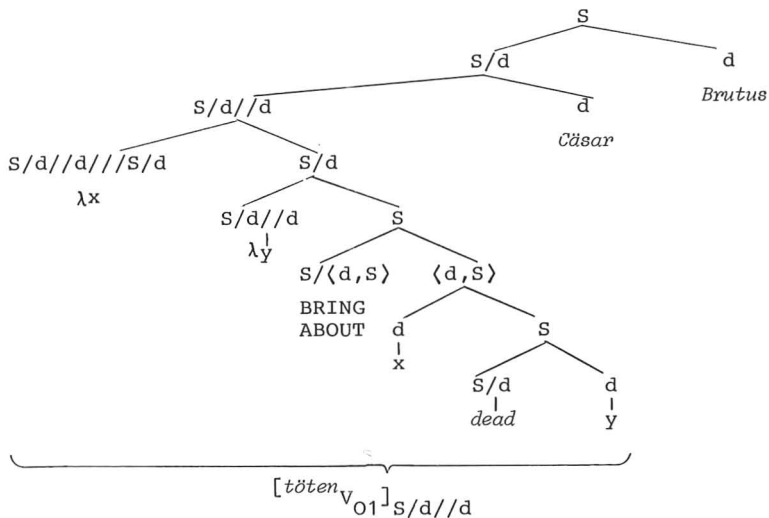 S
S/d d
Brutus
S/d//d d
Cäsar
S/d//d///S/d S/d
λx
S/d//d S
λy
S/⟨d,S⟩ ⟨d,S⟩
BRING
ABOUT d S
x
S/d d
dead y
[töten V01]S/d//d